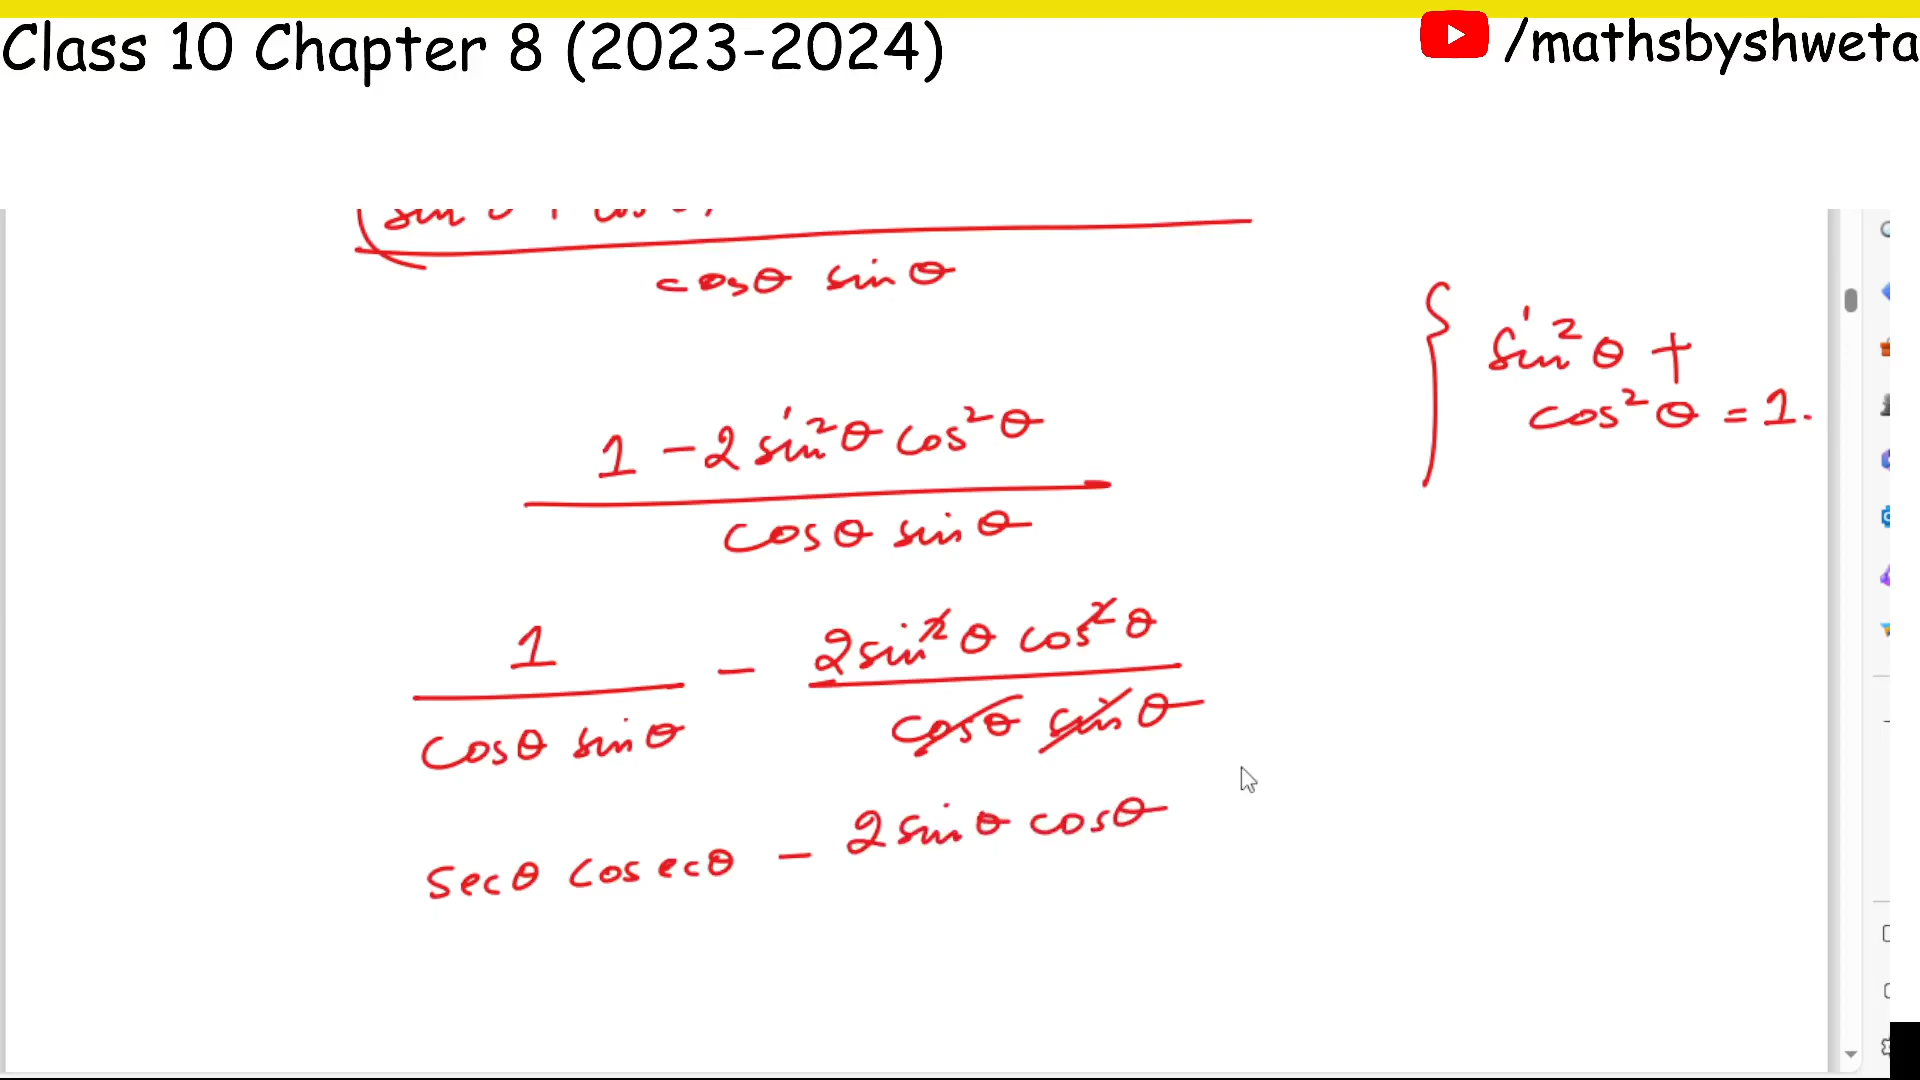 Class 10 Chapter 8 (2023-2024)
/mathsbyshweta
cosθ sinθ
sin²θ +
cos²θ = 1.
1 - 2 sin²θ cos²θ
cosθ sinθ
1 - 2sin²θ cos²θ
cosθ sinθ cosθ sinθ
secθ cosecθ - 2 sinθ cosθ